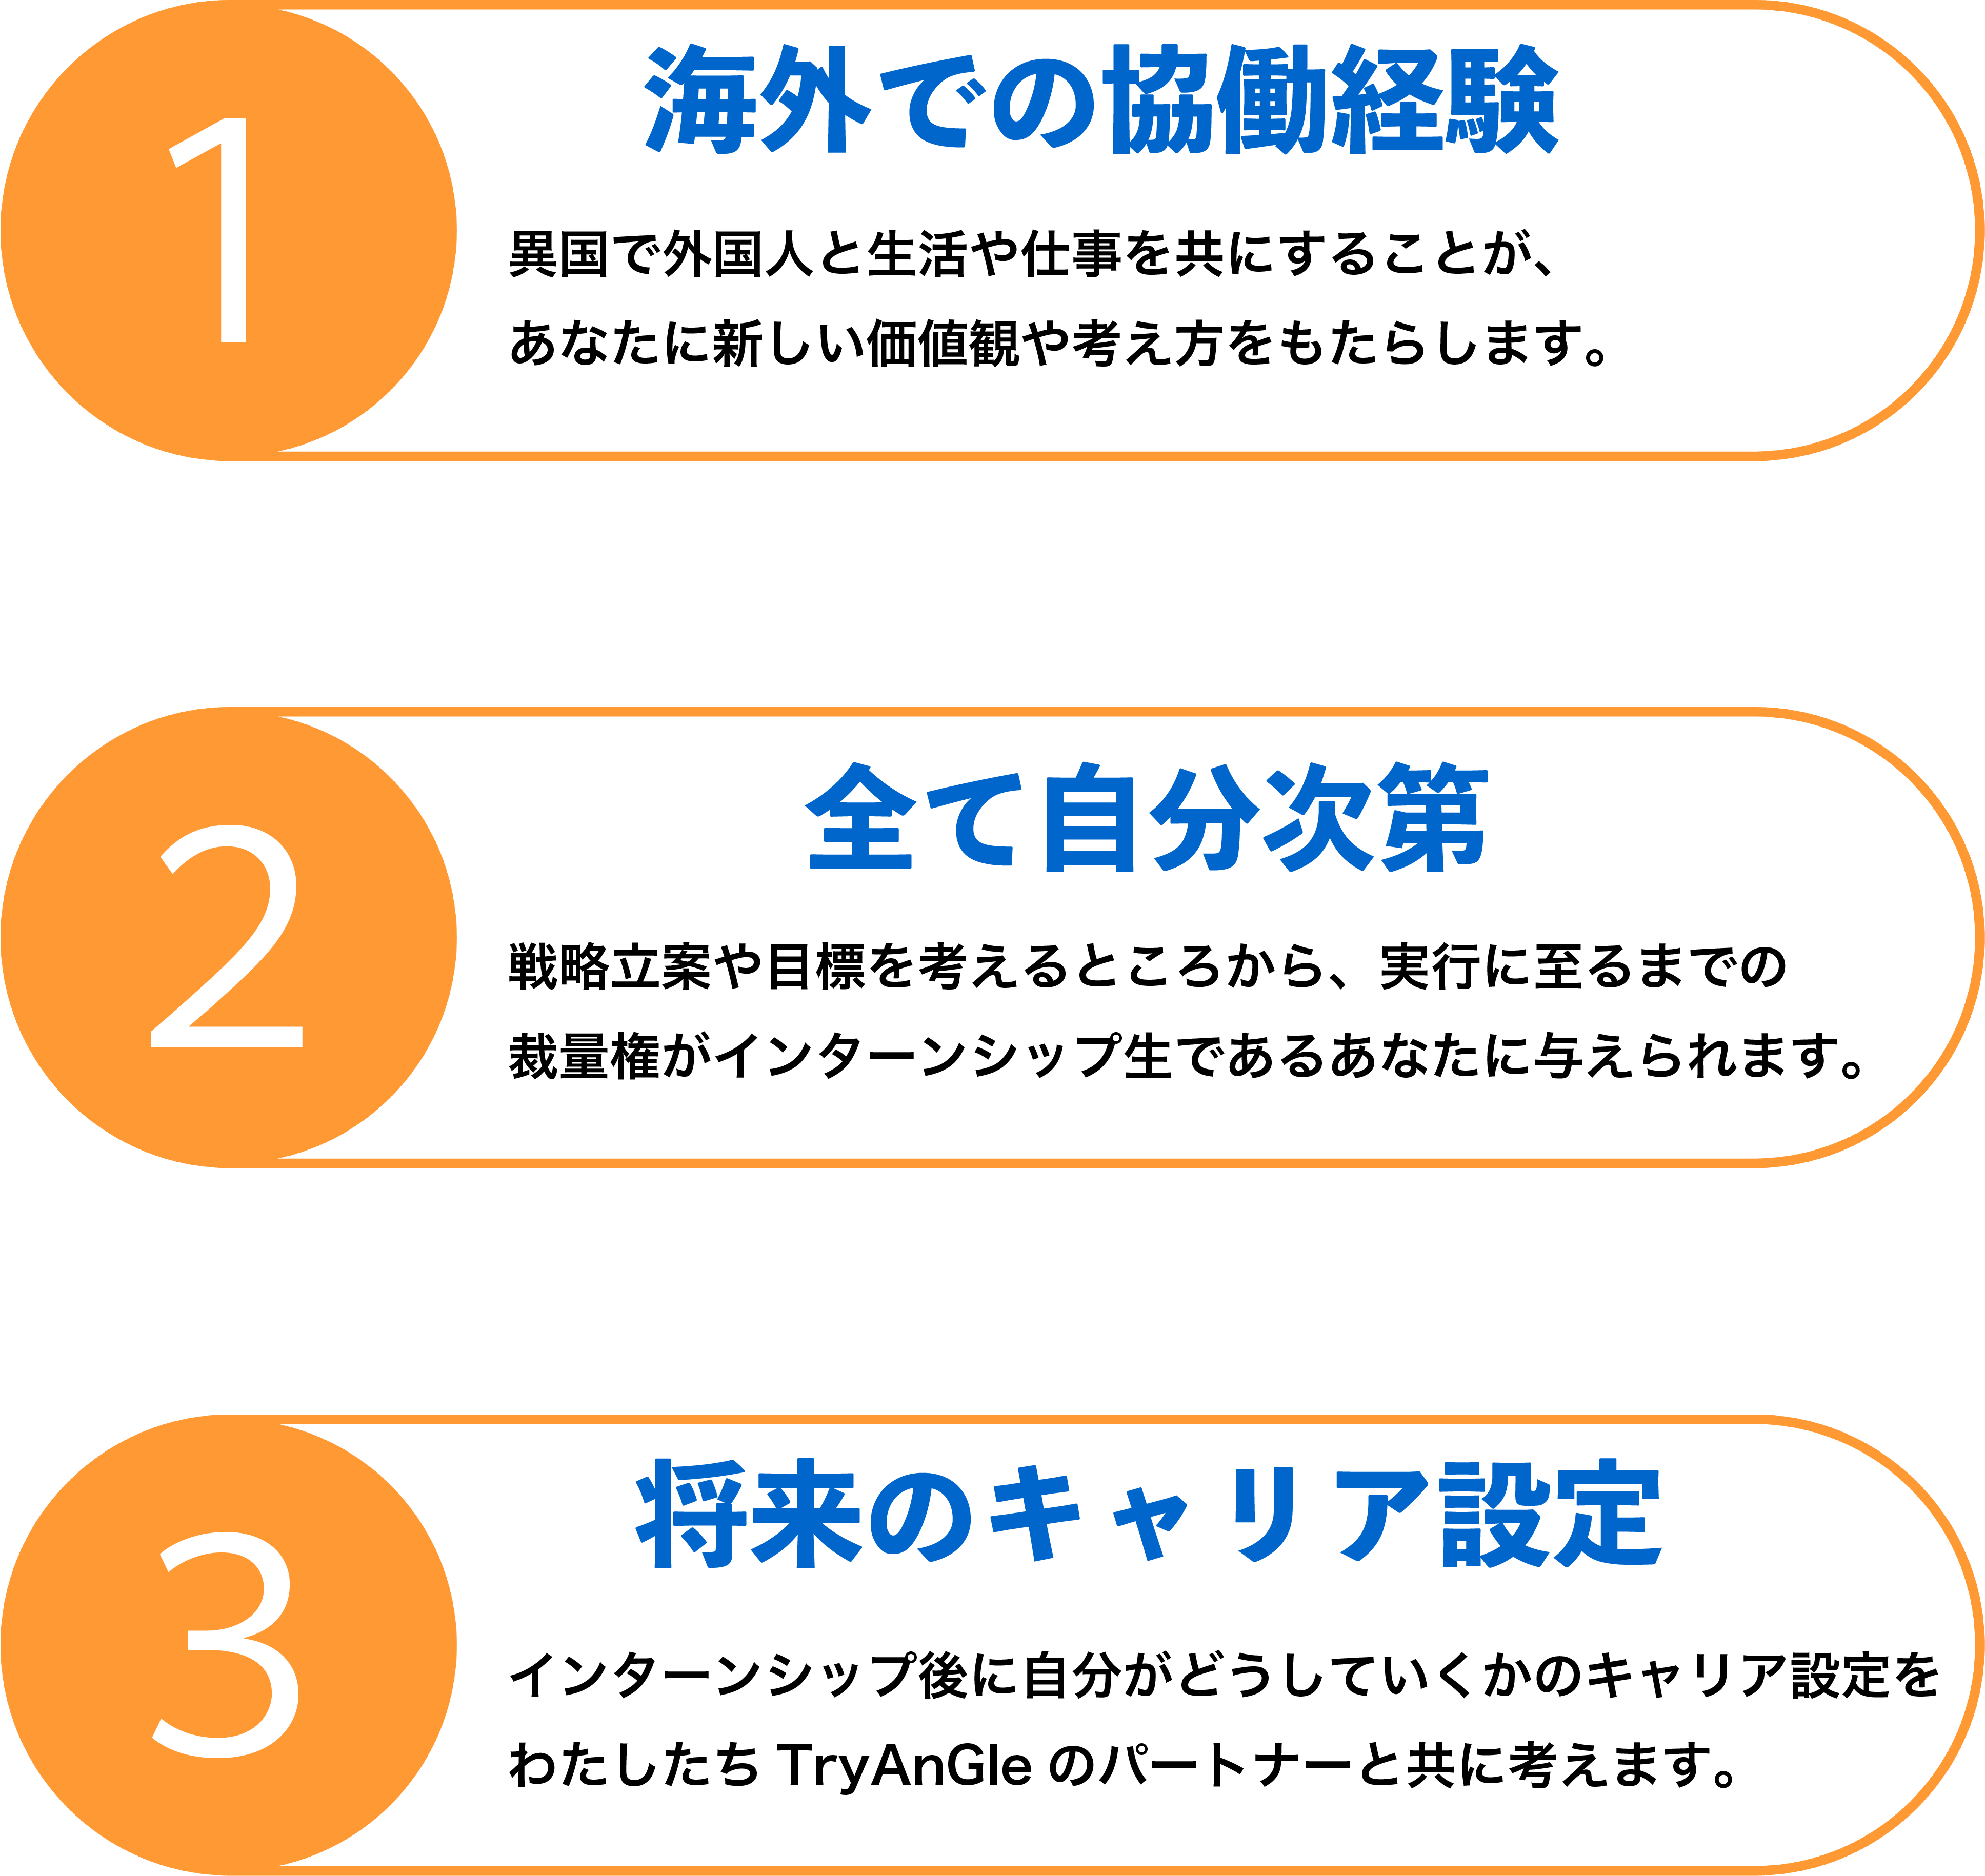 1
海外での協働経験
異国で外国人と生活や仕事を共にすることが、
あなたに新しい価値観や考え方をもたらします。
2
全て自分次第
戦略立案や目標を考えるところから、実行に至るまでの
裁量権がインターンシップ生であるあなたに与えられます。
3
将来のキャリア設定
インターンシップ後に自分がどうしていくかのキャリア設定を
わたしたち TryAnGle のパートナーと共に考えます。